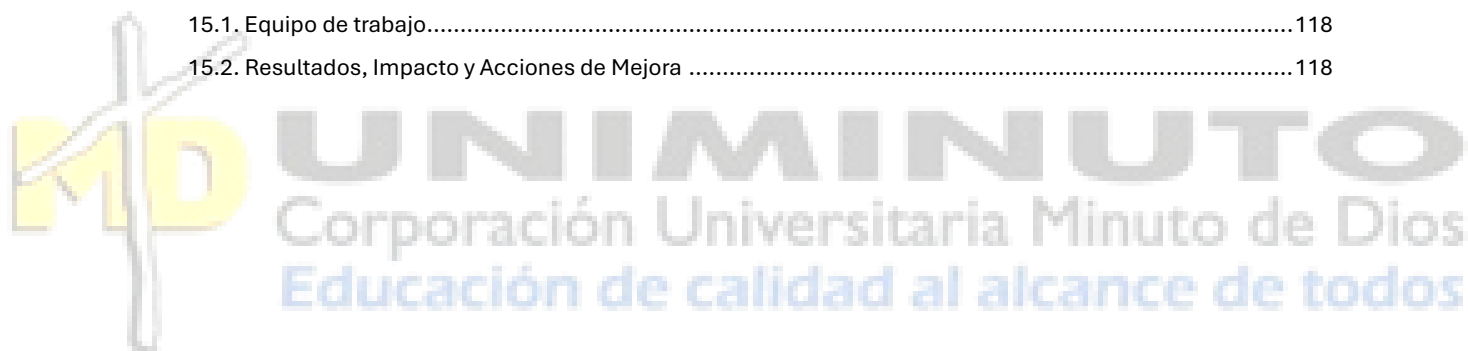 15.1. Equipo de trabajo....................................................................................................................118
15.2. Resultados, Impacto y Acciones de Mejora .................................................................................118
MD UNIMINUTO
Corporación Universitaria Minuto de Dios
Educación de calidad al alcance de todos